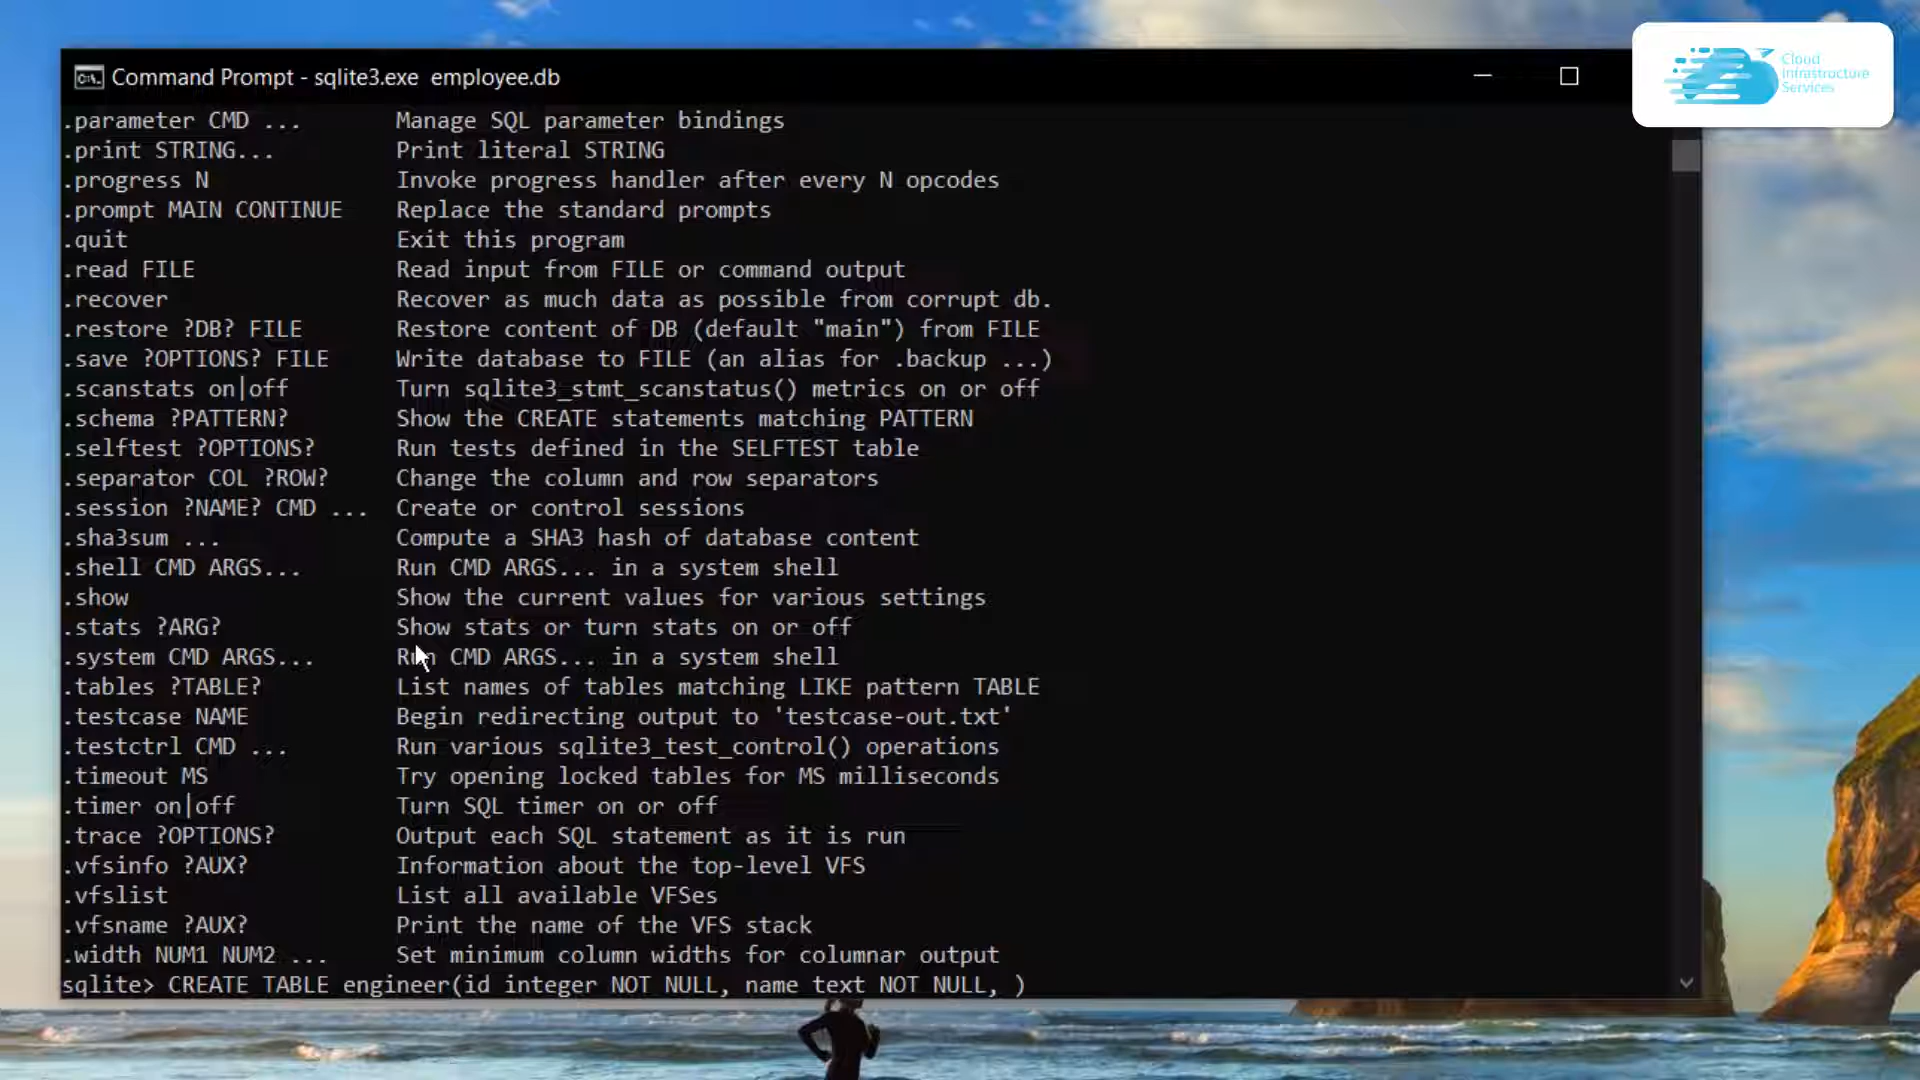 Command Prompt - sqlite3.exe  employee.db
Cloud
Infrastructure
Services
.parameter CMD ...       Manage SQL parameter bindings
.print STRING...         Print literal STRING
.progress N              Invoke progress handler after every N opcodes
.prompt MAIN CONTINUE    Replace the standard prompts
.quit                    Exit this program
.read FILE               Read input from FILE or command output
.recover                 Recover as much data as possible from corrupt db.
.restore ?DB? FILE       Restore content of DB (default "main") from FILE
.save ?OPTIONS? FILE     Write database to FILE (an alias for .backup ...)
.scanstats on|off        Turn sqlite3_stmt_scanstatus() metrics on or off
.schema ?PATTERN?        Show the CREATE statements matching PATTERN
.selftest ?OPTIONS?      Run tests defined in the SELFTEST table
.separator COL ?ROW?     Change the column and row separators
.session ?NAME? CMD ...  Create or control sessions
.sha3sum ...             Compute a SHA3 hash of database content
.shell CMD ARGS...       Run CMD ARGS... in a system shell
.show                    Show the current values for various settings
.stats ?ARG?             Show stats or turn stats on or off
.system CMD ARGS...      Run CMD ARGS... in a system shell
.tables ?TABLE?          List names of tables matching LIKE pattern TABLE
.testcase NAME           Begin redirecting output to 'testcase-out.txt'
.testctrl CMD ...        Run various sqlite3_test_control() operations
.timeout MS              Try opening locked tables for MS milliseconds
.timer on|off            Turn SQL timer on or off
.trace ?OPTIONS?         Output each SQL statement as it is run
.vfsinfo ?AUX?           Information about the top-level VFS
.vfslist                 List all available VFSes
.vfsname ?AUX?           Print the name of the VFS stack
.width NUM1 NUM2 ...     Set minimum column widths for columnar output
sqlite> CREATE TABLE engineer(id integer NOT NULL, name text NOT NULL, )